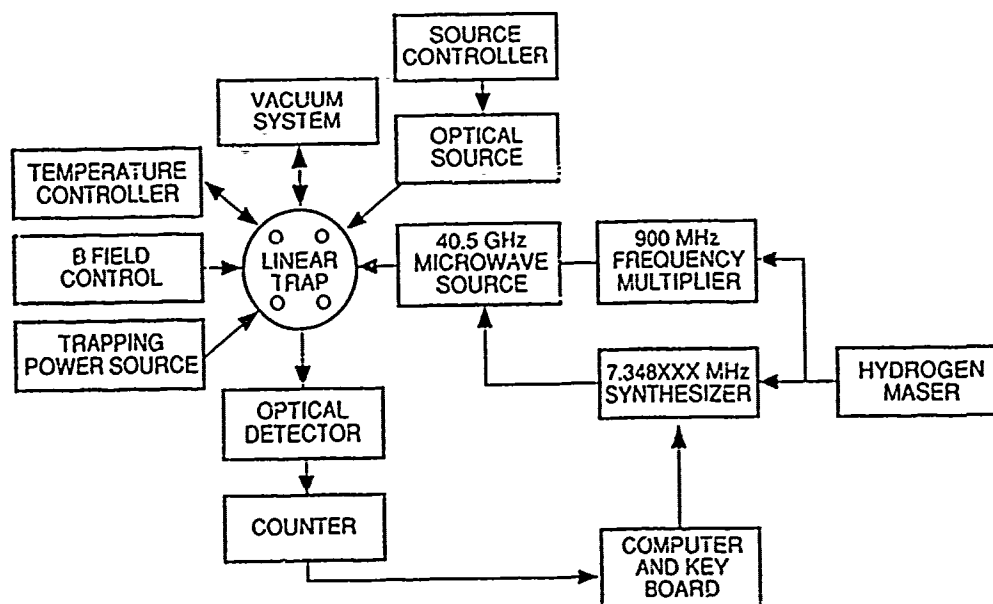 SOURCE
CONTROLLER
VACUUM
SYSTEM
OPTICAL
SOURCE
TEMPERATURE
CONTROLLER
B FIELD
CONTROL
TRAPPING
POWER SOURCE
LINEAR
TRAP
40.5 GHz
MICROWAVE
SOURCE
900 MHz
FREQUENCY
MULTIPLIER
7.348XXX MHz
SYNTHESIZER
HYDROGEN
MASER
OPTICAL
DETECTOR
COUNTER
COMPUTER
AND KEY
BOARD